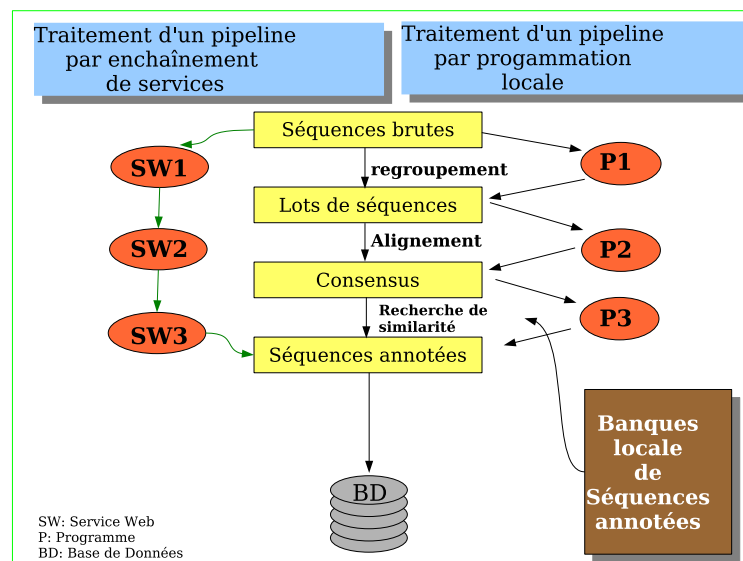 Traitement d'un pipeline
par enchaînement
de services
Traitement d'un pipeline
par progammation
locale
Séquences brutes
SW1
P1
regroupement
Lots de séquences
SW2
Alignement
P2
Consensus
Recherche de
similarité
SW3
P3
Séquences annotées
Banques
locale
de
Séquences
annotées
BD
SW: Service Web
P: Programme
BD: Base de Données